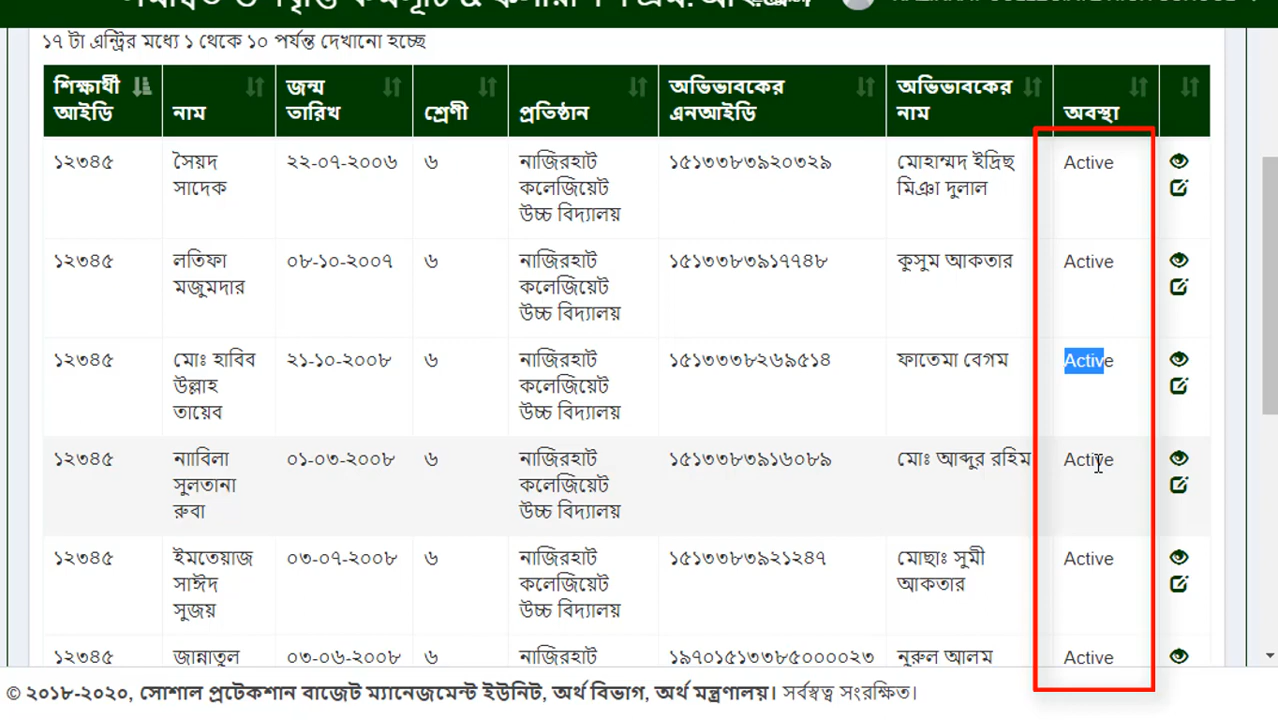 ১৭ টা এন্ট্রির মধ্যে ১ থেকে ১০ পর্যন্ত দেখানো হচ্ছে
শিক্ষার্থী আইডি নাম জন্ম তারিখ শ্রেণী প্রতিষ্ঠান অভিভাবকের এনআইডি অভিভাবকের নাম অবস্থা
১২৩৪৫ সৈয়দ ২২-০৭-২০০৬ ৬ নাজিরহাট ১৫১৩৩৮৩৯২০৩২৯ মোহাম্মদ ইদ্রিছ Active
সাদেক কলেজিয়েট মিঞা দুলাল
উচ্চ বিদ্যালয়
১২৩৪৫ লতিফা ০৮-১০-২০০৭ ৬ নাজিরহাট ১৫১৩৩৮৩৯১৭৭৪৮ কুসুম আকতার Active
মজুমদার কলেজিয়েট
উচ্চ বিদ্যালয়
১২৩৪৫ মোঃ হাবিব ২১-১০-২০০৮ ৬ নাজিরহাট ১৫১৩৩৩৮২৬৯৫১৪ ফাতেমা বেগম Active
উল্লাহ কলেজিয়েট
তায়েব উচ্চ বিদ্যালয়
১২৩৪৫ নাাবিলা ০১-০৩-২০০৮ ৬ নাজিরহাট ১৫১৩৩৮৩৯১৬০৮৯ মোঃ আব্দুর রহিম Active
সুলতানা কলেজিয়েট
রুবা উচ্চ বিদ্যালয়
১২৩৪৫ ইমতেয়াজ ০৩-০৭-২০০৮ ৬ নাজিরহাট ১৫১৩৩৮৩৯২১২৪৭ মোছাঃ সুমী Active
সাঈদ কলেজিয়েট আকতার
সুজয় উচ্চ বিদ্যালয়
১২৩৪৫ জান্নাতুল ০৩-০৬-২০০৮ ৬ নাজিরহাট ১৯৭০১৫১৩৩৮৫০০০০২৩ নূরুল আলম Active
© ২০১৮-২০২০, সোশাল প্রটেকশান বাজেট ম্যানেজমেন্ট ইউনিট, অর্থ বিভাগ, অর্থ মন্ত্রণালয়। সর্বস্বত্ব সংরক্ষিত।